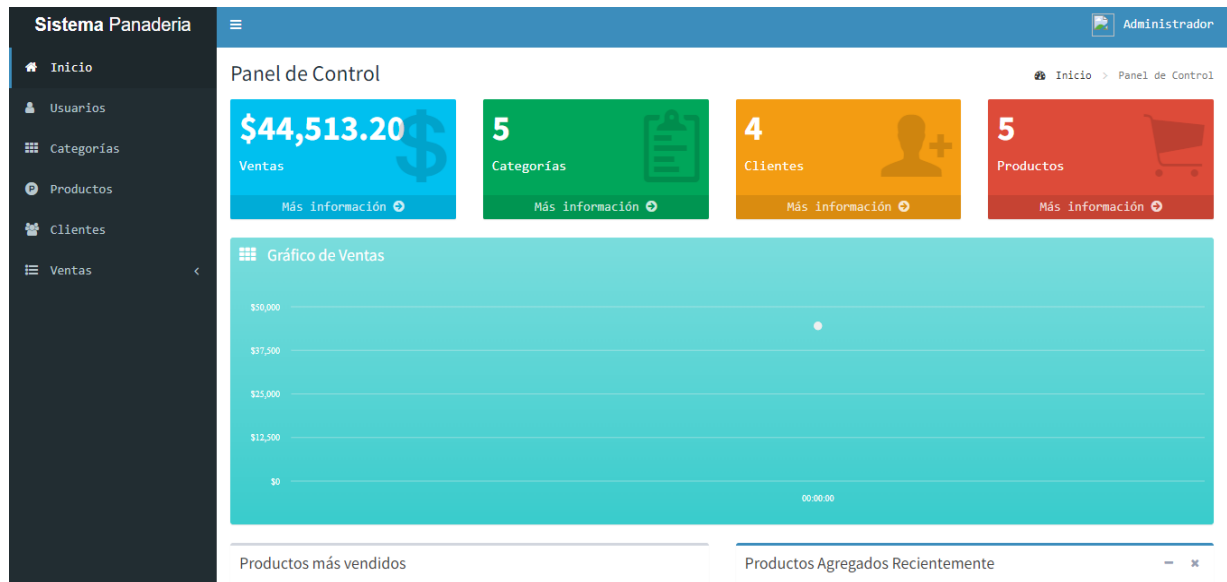 Sistema Panaderia
Administrador
Inicio
Usuarios
Categorías
Productos
Clientes
Ventas
Panel de Control
Inicio > Panel de Control
$44,513.20
Ventas
Más información
5
Categorías
Más información
4
Clientes
Más información
5
Productos
Más información
Gráfico de Ventas
$50,000
$37,500
$25,000
$12,500
$0
00:00:00
Productos más vendidos
Productos Agregados Recientemente